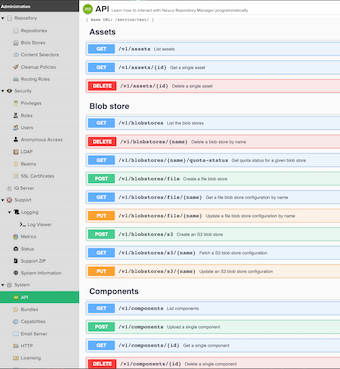 Administration
Repository
Repositories
Blob Stores
Content Selectors
Cleanup Policies
Routing Rules
Security
Privileges
Roles
Users
Anonymous Access
LDAP
Realms
SSL Certificates
IQ Server
Support
Logging
Log Viewer
Metrics
Status
Support ZIP
System Information
System
API
Bundles
Capabilities
Email Server
HTTP
Licensing
API Learn how to interact with Nexus Repository Manager programmatically
[ Base URL: /service/rest/ ]
Assets
GET /v1/assets List assets
GET /v1/assets/{id} Get a single asset
DELETE /v1/assets/{id} Delete a single asset
Blob store
GET /v1/blobstores List the blob stores
DELETE /v1/blobstores/{name} Delete a blob store by name
GET /v1/blobstores/{name}/quota-status Get quota status for a given blob store
POST /v1/blobstores/file Create a file blob store
GET /v1/blobstores/file/{name} Get a file blob store configuration by name
PUT /v1/blobstores/file/{name} Update a file blob store configuration by name
POST /v1/blobstores/s3 Create an S3 blob store
GET /v1/blobstores/s3/{name} Fetch a S3 blob store configuration
PUT /v1/blobstores/s3/{name} Update an S3 blob store configuration
Components
GET /v1/components List components
POST /v1/components Upload a single component
GET /v1/components/{id} Get a single component
DELETE /v1/components/{id} Delete a single component